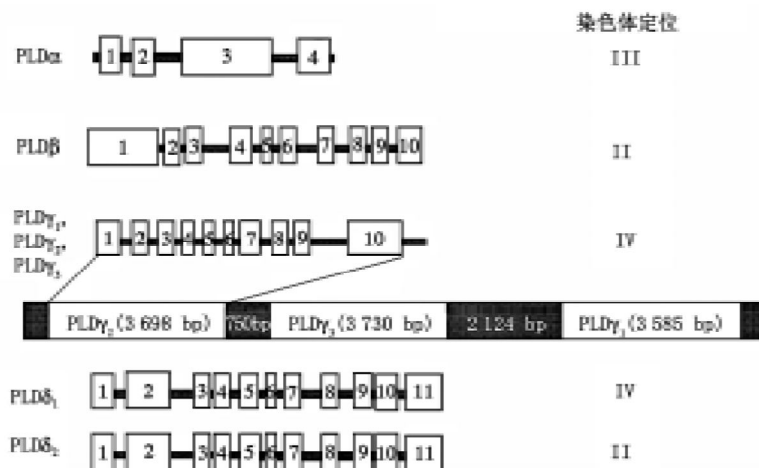 染色体定位
PLDα 1 2 3 4 III
PLDβ 1 2 3 4 5 6 7 8 9 10 II
PLDγ₁,
PLDγ₂, 1 2 3 4 5 6 7 8 9 10 IV
PLDγ₃
PLDγ₂(3 698 bp) 750bp PLDγ₃(3 730 bp) 2 124 bp PLDγ₁(3 585 bp)
PLDδ₁ 1 2 3 4 5 6 7 8 9 10 11 IV
PLDδ₂ 1 2 3 4 5 6 7 8 9 10 11 II